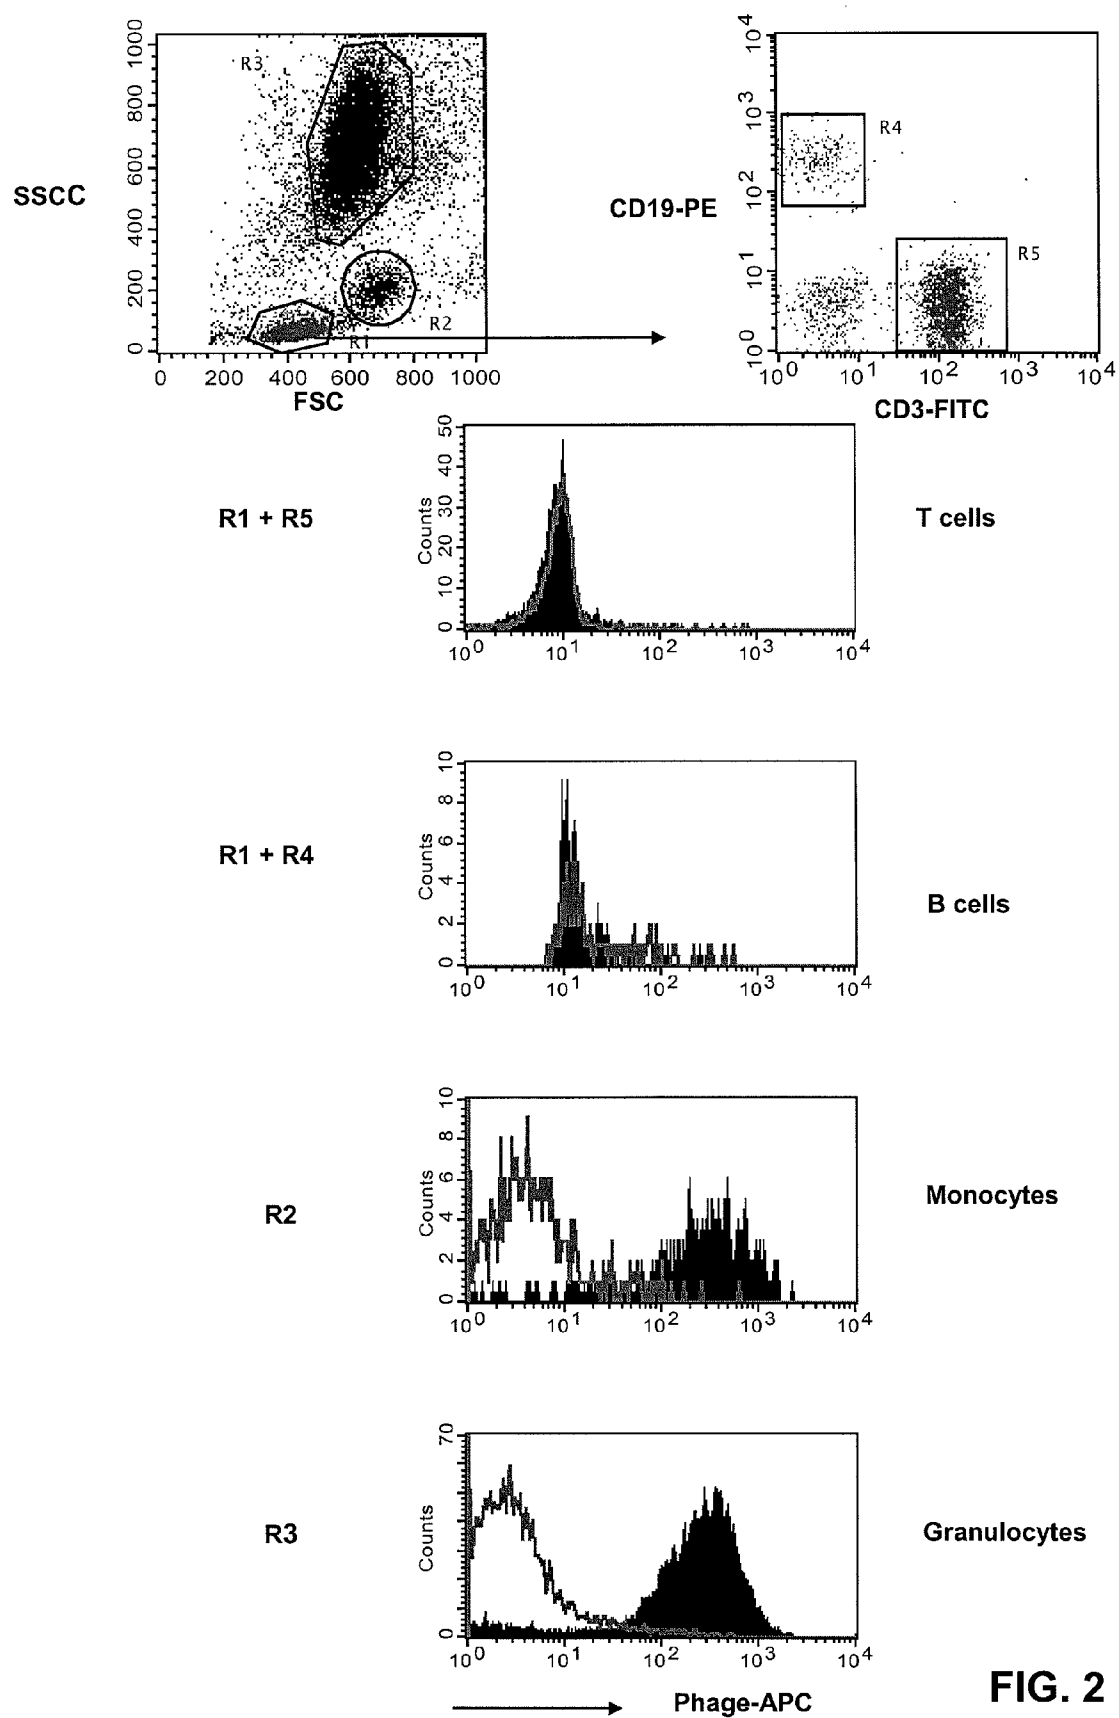 1000
800
600
400
200
0
SSCC
R3
R2
R1
0 200 400 600 800 1000
FSC
10^4
10^3
10^2
10^1
10^0
CD19-PE
R4
R5
10^0 10^1 10^2 10^3 10^4
CD3-FITC
R1 + R5
50
40
30
20
10
0
Counts
10^0 10^1 10^2 10^3 10^4
T cells
R1 + R4
10
8
6
4
2
0
Counts
10^0 10^1 10^2 10^3 10^4
B cells
R2
10
8
6
4
2
0
Counts
10^0 10^1 10^2 10^3 10^4
Monocytes
R3
70
0
Counts
10^0 10^1 10^2 10^3 10^4
Granulocytes
Phage-APC
FIG. 2